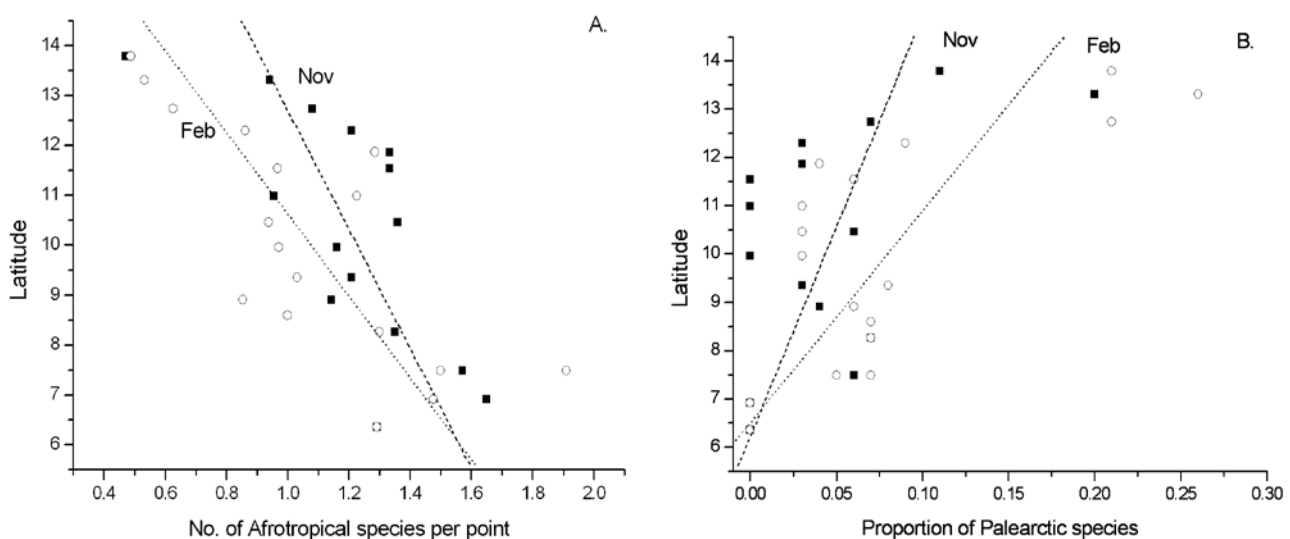 A.
14
13
12
11
10
9
8
7
6
Latitude
Nov
Feb
0.4 0.6 0.8 1.0 1.2 1.4 1.6 1.8 2.0
No. of Afrotropical species per point
B.
14
13
12
11
10
9
8
7
6
Latitude
Nov
Feb
0.00 0.05 0.10 0.15 0.20 0.25 0.30
Proportion of Palearctic species